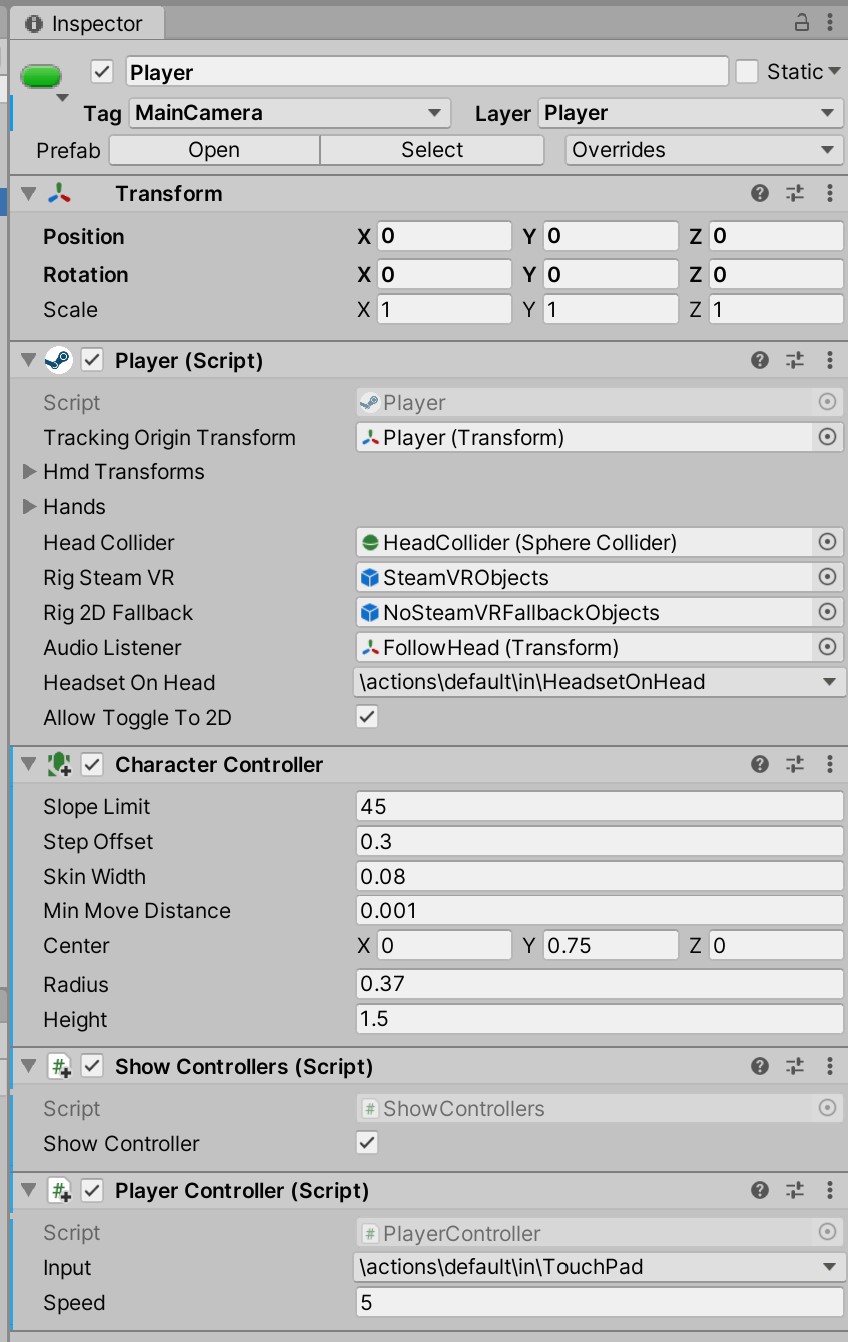 Inspector
Player Static
Tag MainCamera Layer Player
Prefab Open Select Overrides
Transform
Position X 0 Y 0 Z 0
Rotation X 0 Y 0 Z 0
Scale X 1 Y 1 Z 1
Player (Script)
Script Player
Tracking Origin Transform Player (Transform)
Hmd Transforms
Hands
Head Collider HeadCollider (Sphere Collider)
Rig Steam VR SteamVRObjects
Rig 2D Fallback NoSteamVRFallbackObjects
Audio Listener FollowHead (Transform)
Headset On Head \actions\default\in\HeadsetOnHead
Allow Toggle To 2D
Character Controller
Slope Limit 45
Step Offset 0.3
Skin Width 0.08
Min Move Distance 0.001
Center X 0 Y 0.75 Z 0
Radius 0.37
Height 1.5
Show Controllers (Script)
Script # ShowControllers
Show Controller
Player Controller (Script)
Script # PlayerController
Input \actions\default\in\TouchPad
Speed 5